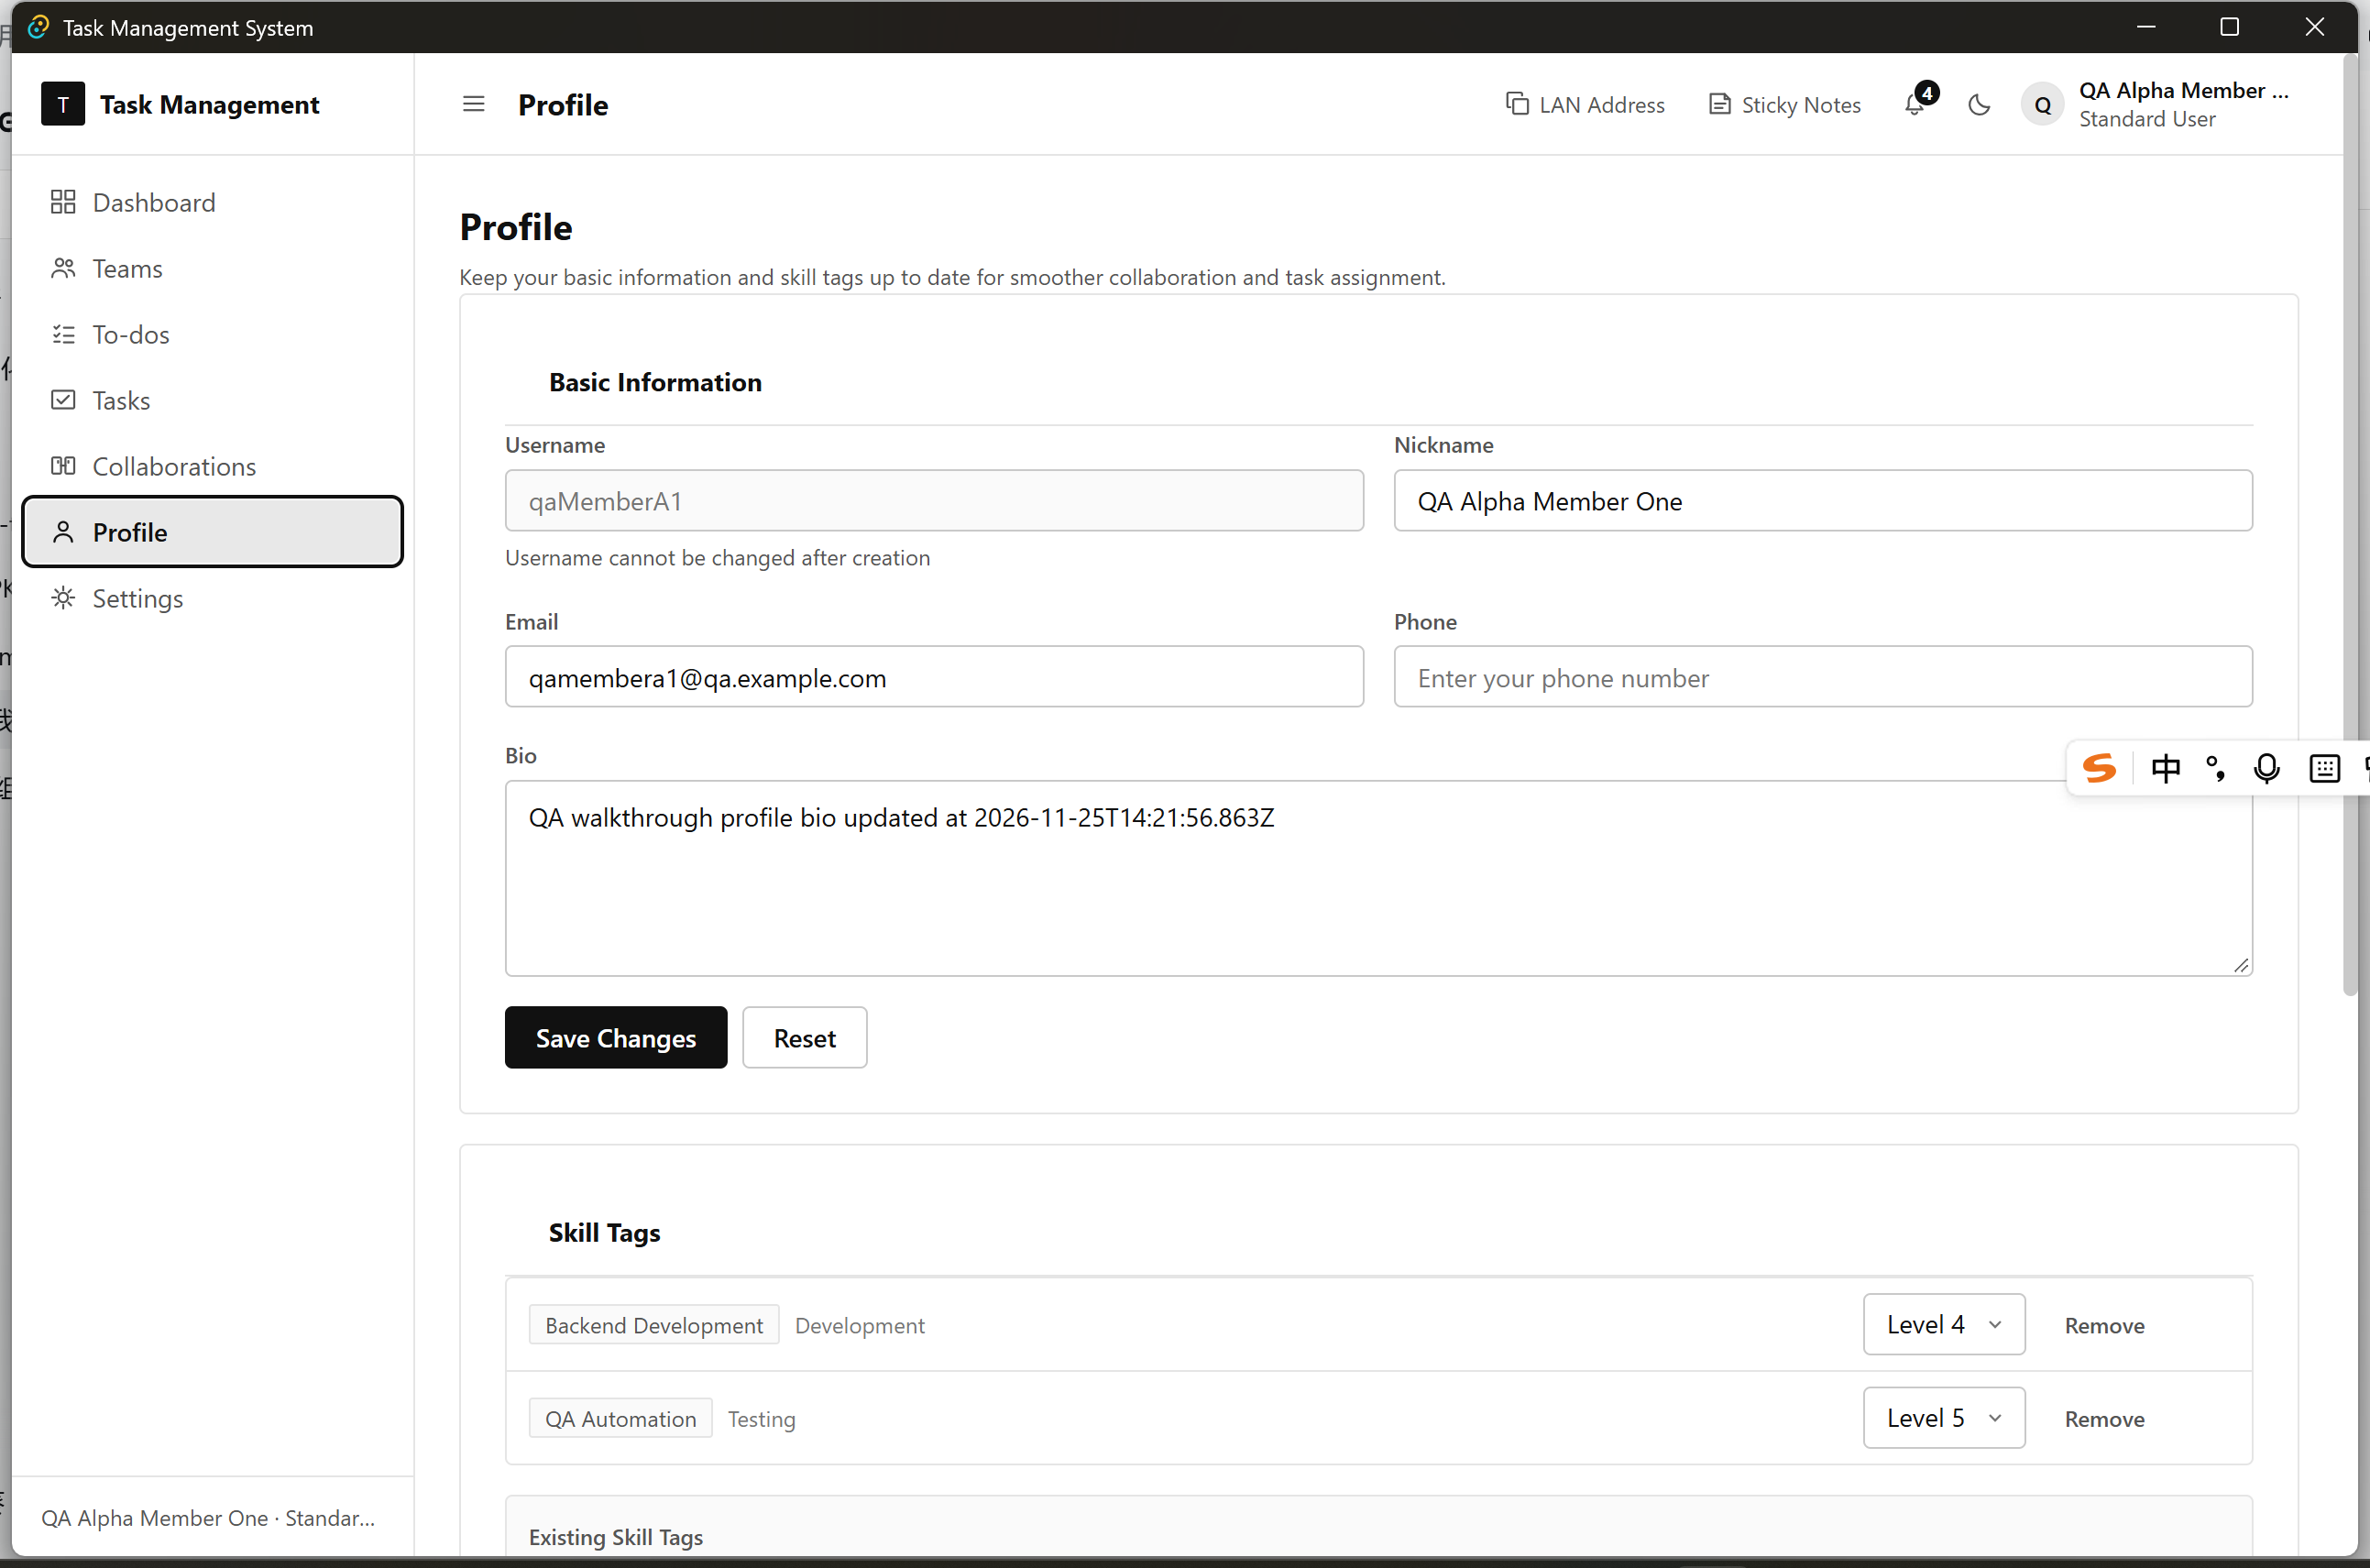 Task Management System
T Task Management
Profile
LAN Address
Sticky Notes
4
Q
QA Alpha Member ...
Standard User
Dashboard
Teams
To-dos
Tasks
Collaborations
Profile
Settings
QA Alpha Member One · Standar...
Profile
Keep your basic information and skill tags up to date for smoother collaboration and task assignment.
Basic Information
Username
qaMemberA1
Username cannot be changed after creation
Nickname
QA Alpha Member One
Email
qamembera1@qa.example.com
Phone
Enter your phone number
Bio
QA walkthrough profile bio updated at 2026-11-25T14:21:56.863Z
中
Save Changes
Reset
Skill Tags
Backend Development Development Level 4 Remove
QA Automation Testing Level 5 Remove
Existing Skill Tags